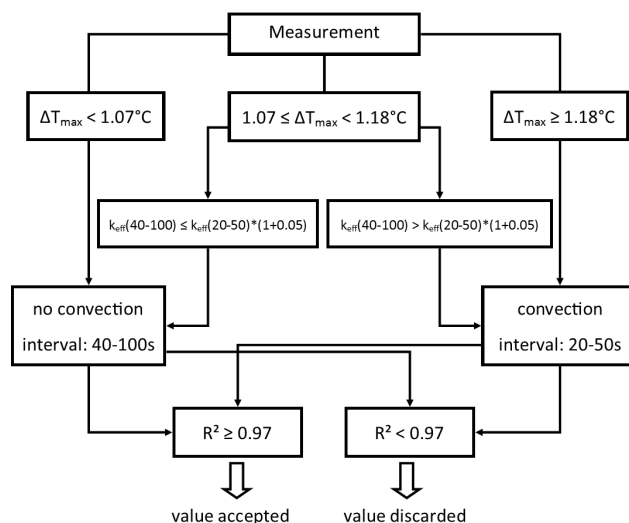 Measurement
ΔTmax < 1.07°C
1.07 ≤ ΔTmax < 1.18°C
ΔTmax ≥ 1.18°C
keff(40-100) ≤ keff(20-50)*(1+0.05)
keff(40-100) > keff(20-50)*(1+0.05)
no convection
interval: 40-100s
convection
interval: 20-50s
R² ≥ 0.97
R² < 0.97
value accepted
value discarded